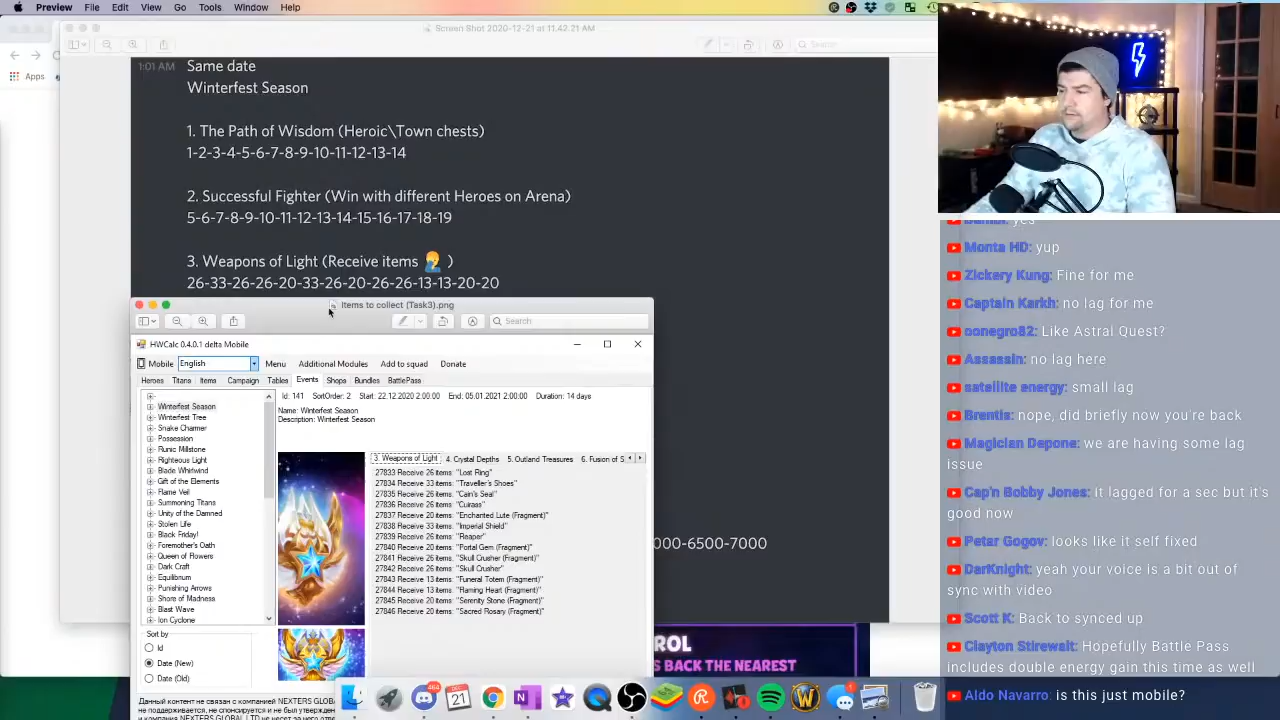 Preview File Edit View Go Tools Window Help
Screen Shot 2020-12-21 at 11.42.21 AM
Search
Apps
1:01 AM Same date
Winterfest Season
1. The Path of Wisdom (Heroic\Town chests)
1-2-3-4-5-6-7-8-9-10-11-12-13-14
2. Successful Fighter (Win with different Heroes on Arena)
5-6-7-8-9-10-11-12-13-14-15-16-17-18-19
3. Weapons of Light (Receive items 🤦‍♂️ )
26-33-26-26-20-33-26-20-26-26-13-13-20-20
Items to collect (Task3).png
Search
HWCalc 0.4.0.1 delta Mobile
Mobile English Menu Additional Modules Add to squad Donate
Heroes Titans Items Campaign Tables Events Shops Bundles BattlePass
Id: 141 SortOrder: 2 Start: 22.12.2020 2:00:00 End: 05.01.2021 2:00:00 Duration: 14 days
Name: Winterfest Season
Description: Winterfest Season
Winterfest Season
Winterfest Tree
Snake Charmer
Possession
Runic Millstone
Righteous Light
Blade Whirlwind
Gift of the Elements
Flame Veil
Summoning Titans
Unity of the Damned
Stolen Life
Black Friday!
Foremother's Oath
Queen of Flowers
Dark Craft
Equilibrium
Punishing Arrows
Shore of Madness
Blast Wave
Ion Cyclone
Sort by
Id
Date (New)
Date (Old)
3. Weapons of Light 4. Crystal Depths 5. Outland Treasures 6. Fusion of S
27833 Receive 26 items: "Lost Ring"
27834 Receive 33 items: "Traveller's Shoes"
27835 Receive 26 items: "Cain's Seal"
27836 Receive 26 items: "Cuirass"
27837 Receive 20 items: "Enchanted Lute (Fragment)"
27838 Receive 33 items: "Imperial Shield"
27839 Receive 26 items: "Reaper"
27840 Receive 20 items: "Portal Gem (Fragment)"
27841 Receive 26 items: "Skull Crusher (Fragment)"
27842 Receive 26 items: "Skull Crusher"
27843 Receive 13 items: "Funeral Totem (Fragment)"
27844 Receive 13 items: "Flaming Heart (Fragment)"
27845 Receive 20 items: "Serenity Stone (Fragment)"
27846 Receive 20 items: "Sacred Rosary (Fragment)"
000-6500-7000
ROL
S BACK THE NEAREST
464
DEC
21
yes
Monta HD: yup
Zickery Kung: Fine for me
Captain Karkh: no lag for me
oonegro82: Like Astral Quest?
Assassin: no lag here
satellite energy: small lag
Brentis: nope, did briefly now you're back
Magician Depone: we are having some lag
issue
Cap'n Bobby Jones: it lagged for a sec but it's
good now
Petar Gogov: looks like it self fixed
DarKnight: yeah your voice is a bit out of
sync with video
Scott K: Back to synced up
Clayton Stirewalt: Hopefully Battle Pass
includes double energy gain this time as well
Aldo Navarro: is this just mobile?